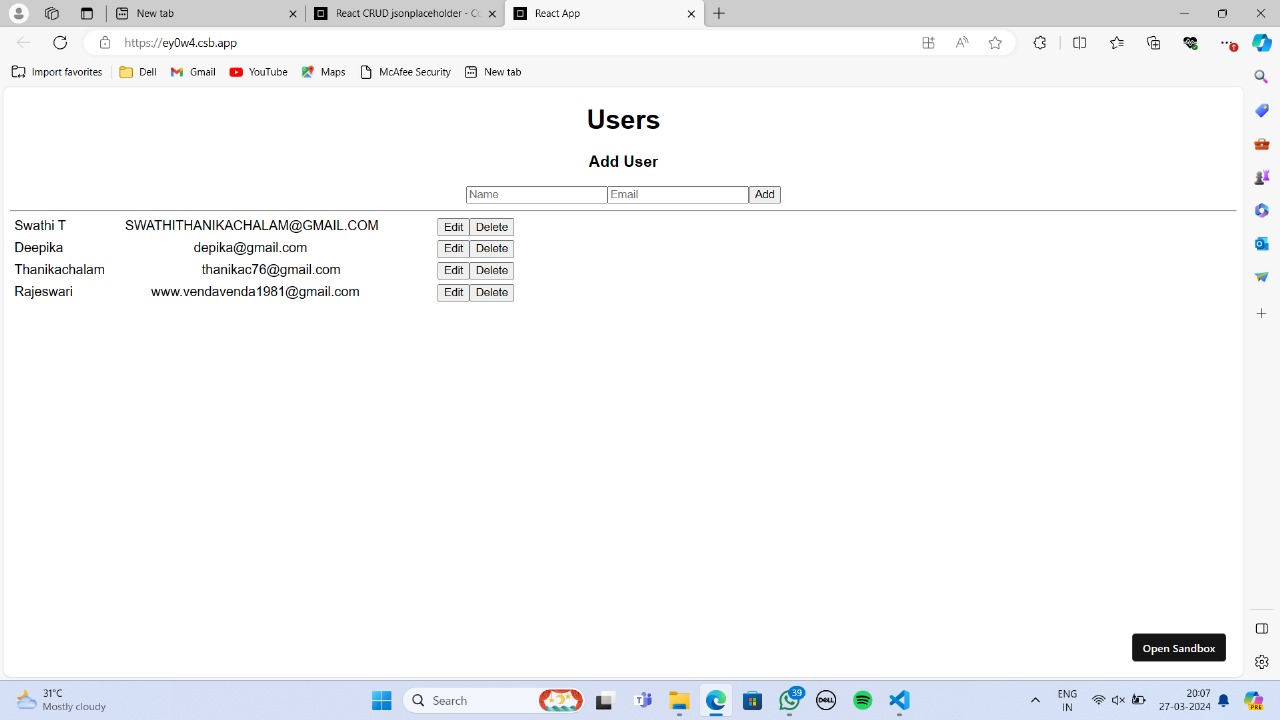 New tab
React CRUD jsonplaceholder - Co
React App
https://ey0w4.csb.app
Import favorites
Dell
Gmail
YouTube
Maps
McAfee Security
New tab
Users
Add User
Name Email Add
Swathi T SWATHITHANIKACHALAM@GMAIL.COM Edit Delete
Deepika depika@gmail.com Edit Delete
Thanikachalam thanikac76@gmail.com Edit Delete
Rajeswari www.vendavenda1981@gmail.com Edit Delete
Open Sandbox
31°C
Mostly cloudy
Search
39
DELL
ENG
IN
20:07
27-03-2024
PRE